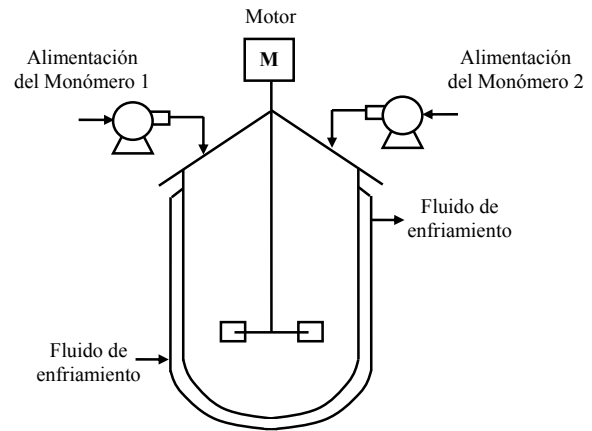 Motor
M
Alimentación
del Monómero 1
Alimentación
del Monómero 2
Fluido de
enfriamiento
Fluido de
enfriamiento